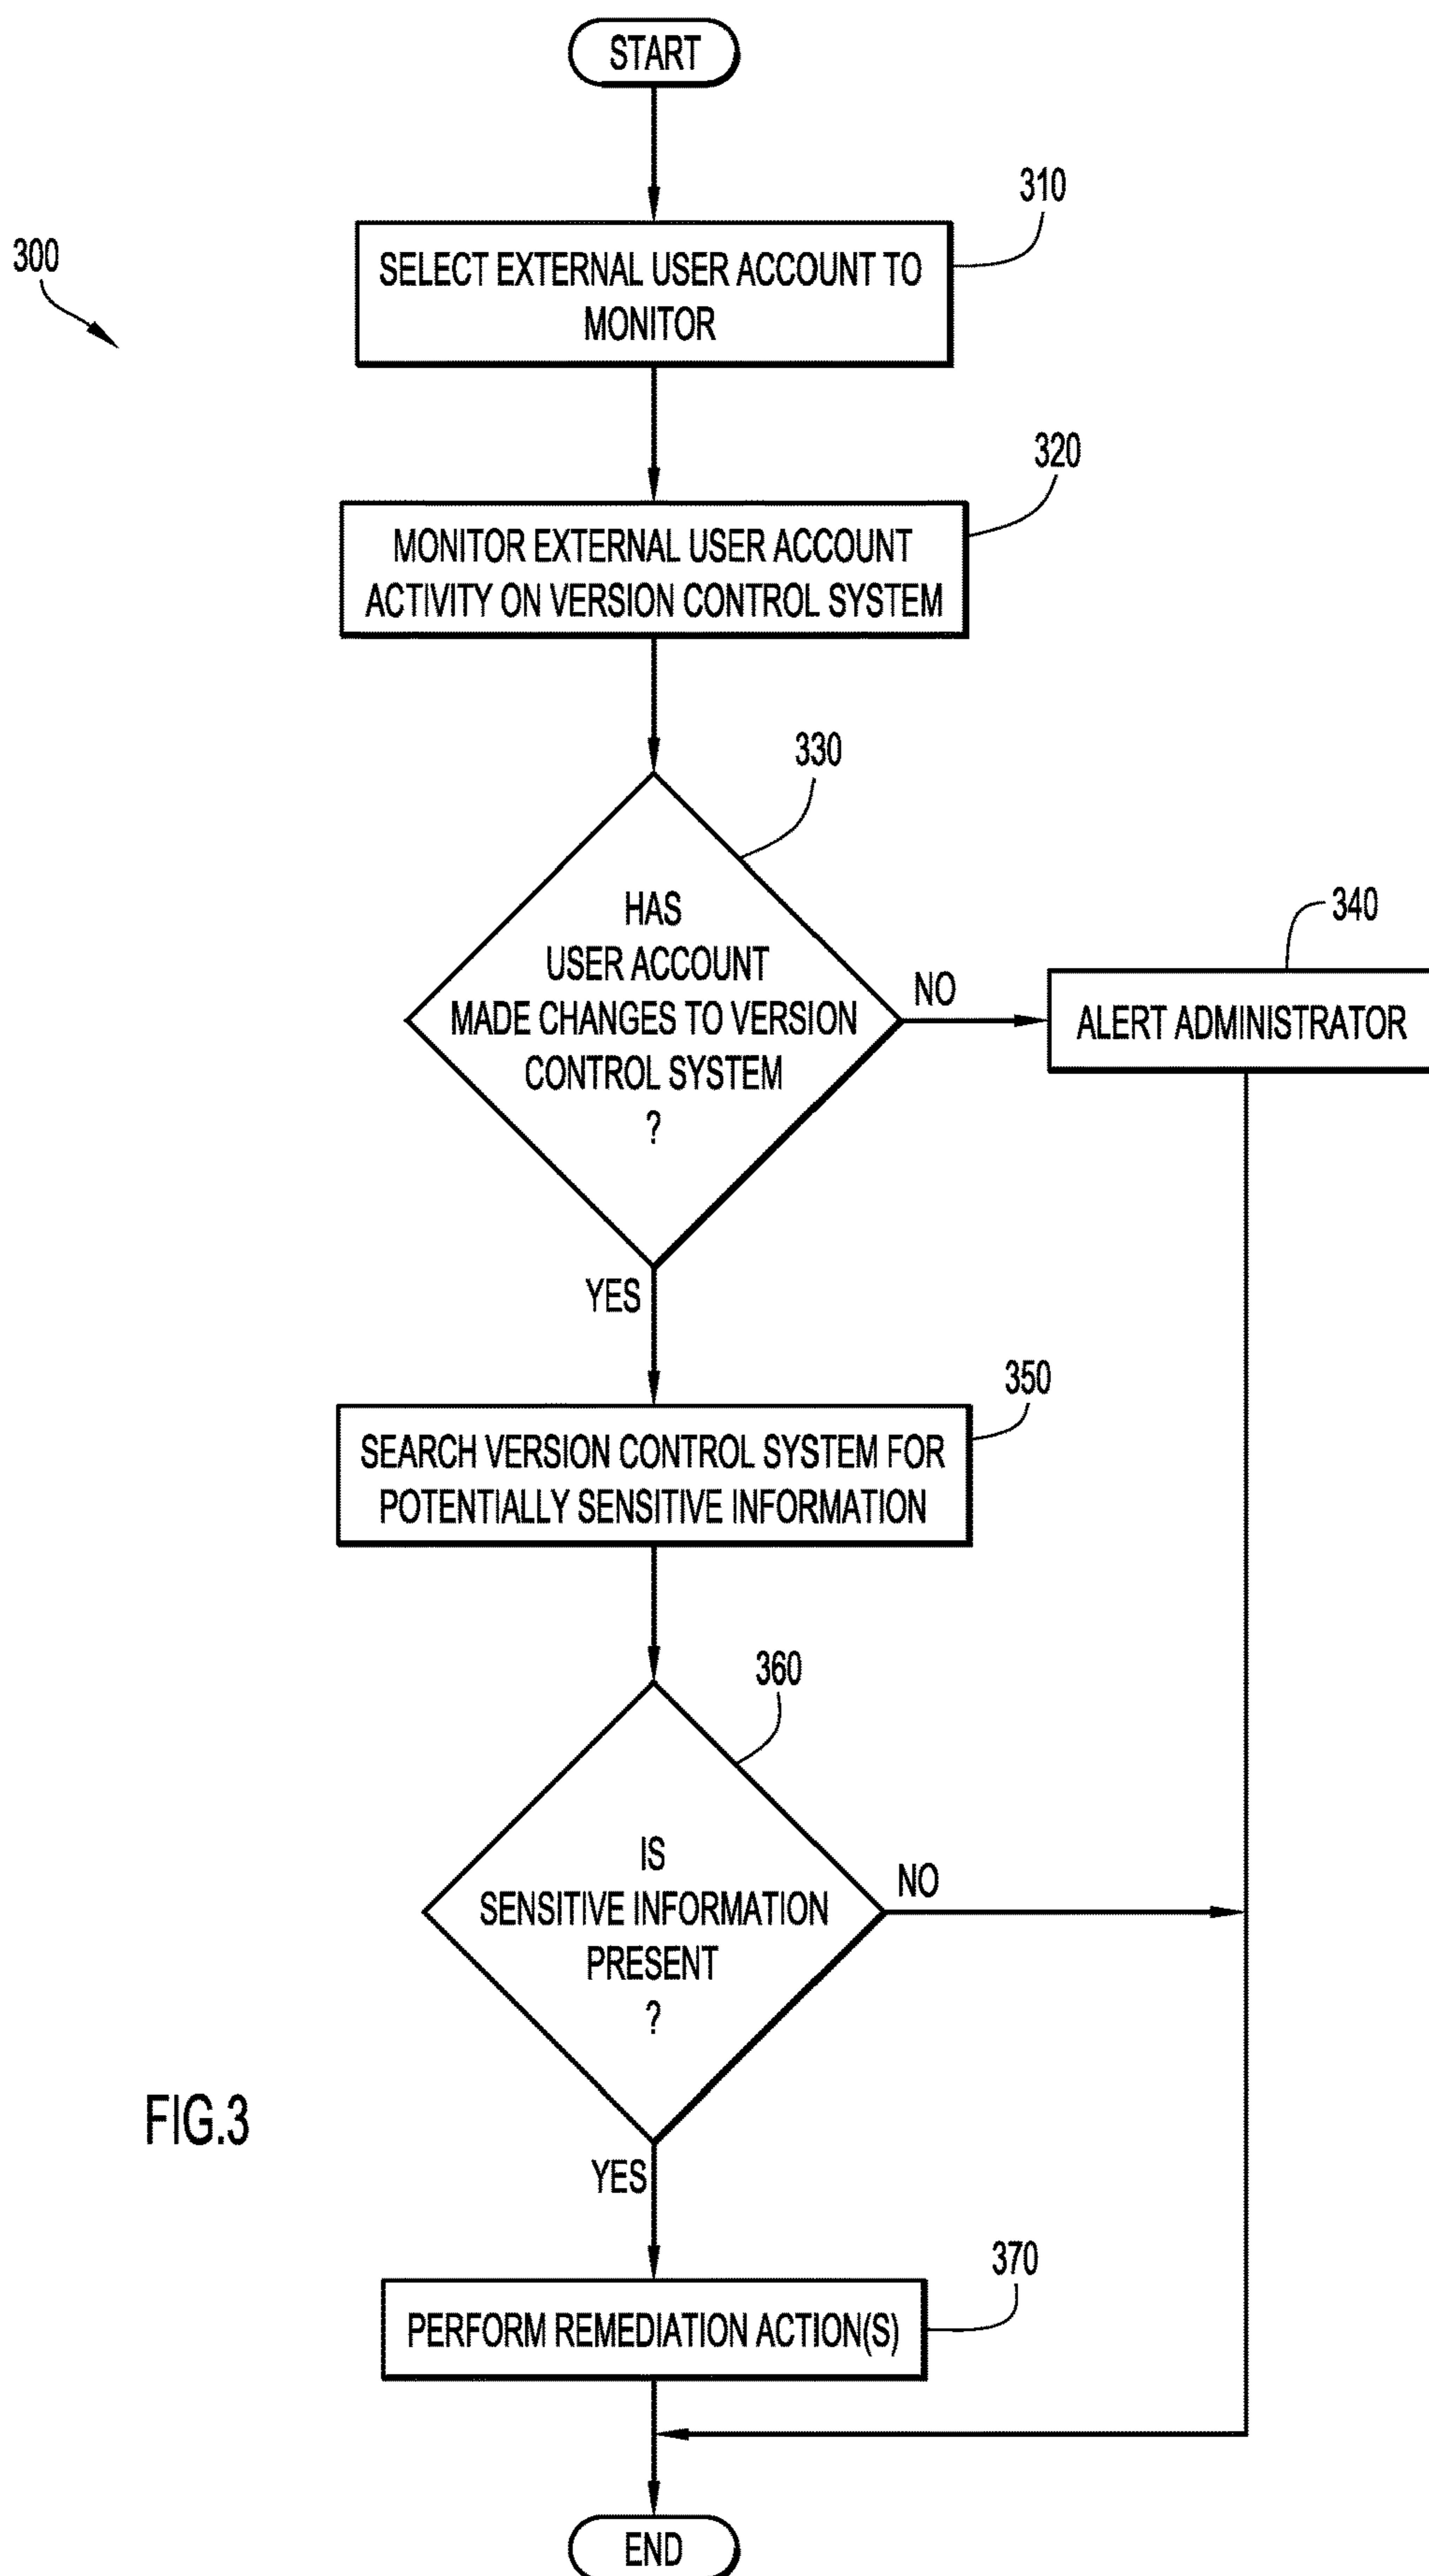 START
310
300
SELECT EXTERNAL USER ACCOUNT TO
MONITOR
320
MONITOR EXTERNAL USER ACCOUNT
ACTIVITY ON VERSION CONTROL SYSTEM
330
HAS
USER ACCOUNT
MADE CHANGES TO VERSION
CONTROL SYSTEM
?
NO
340
ALERT ADMINISTRATOR
YES
350
SEARCH VERSION CONTROL SYSTEM FOR
POTENTIALLY SENSITIVE INFORMATION
360
IS
SENSITIVE INFORMATION
PRESENT
?
NO
FIG.3
YES
370
PERFORM REMEDIATION ACTION(S)
END